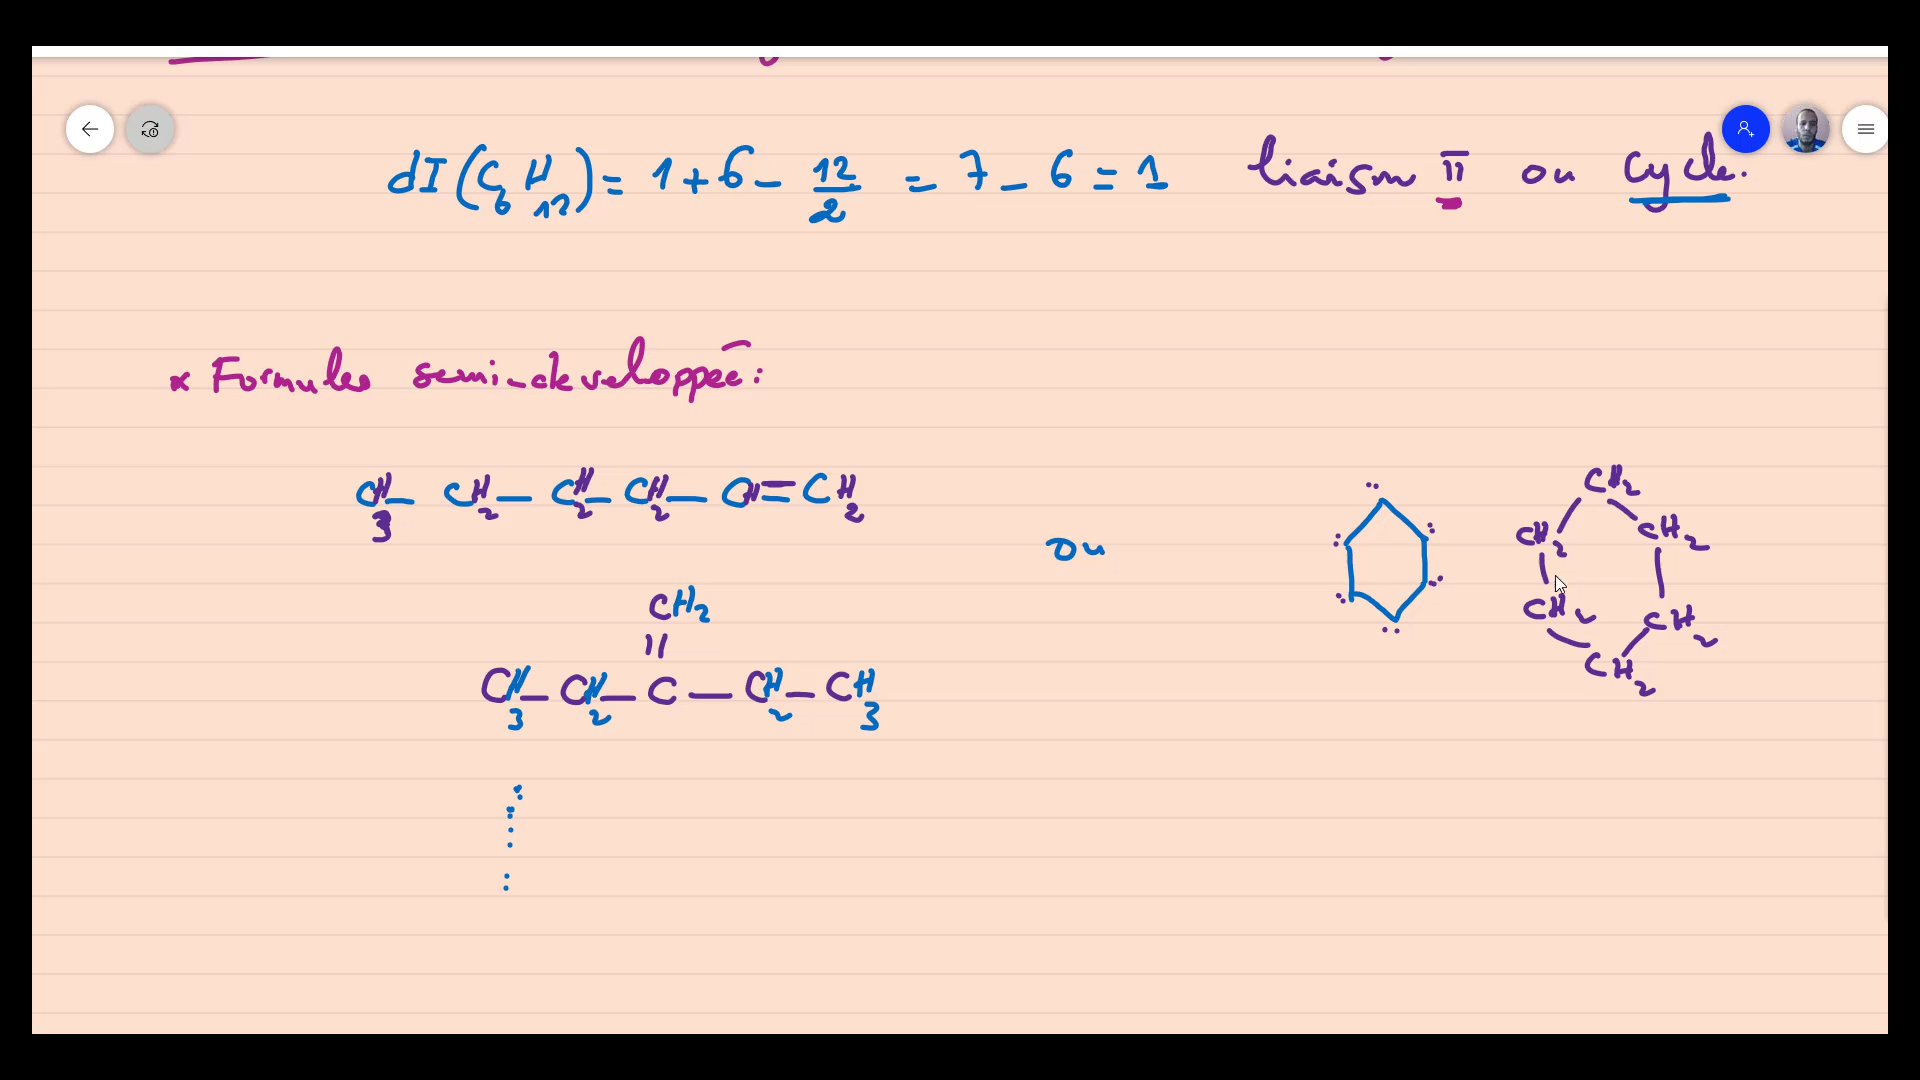 dI(C₆H₁₂) = 1 + 6 - 12/2 = 7 - 6 = 1 liaison π ou Cycle.
× Formules semi-developpée:
CH₃ - CH₂ - CH₂ - CH₂ - CH = CH₂
ou
CH₂
||
CH₃ - CH₂ - C - CH₂ - CH₃
CH₂
CH₂ CH₂
CH₂ CH₂
CH₂